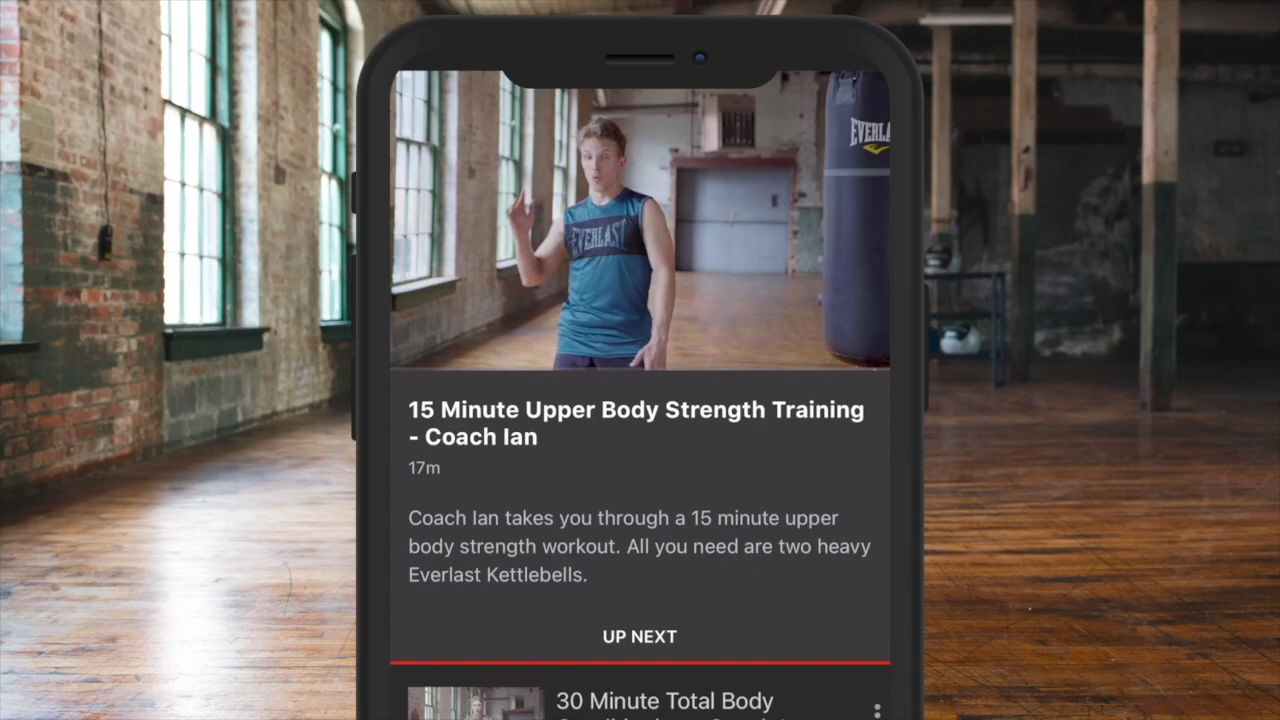 EVERLAST
15 Minute Upper Body Strength Training
- Coach Ian
17m
Coach Ian takes you through a 15 minute upper
body strength workout. All you need are two heavy
Everlast Kettlebells.
UP NEXT
30 Minute Total Body